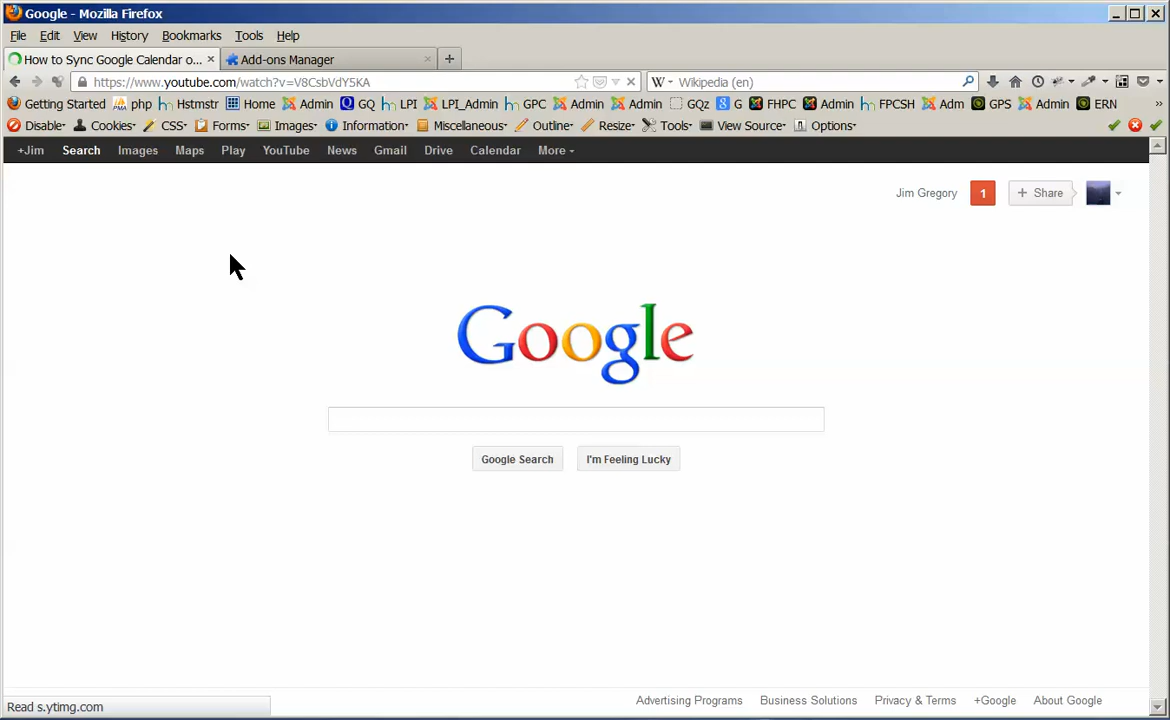 Google - Mozilla Firefox
File Edit View History Bookmarks Tools Help
How to Sync Google Calendar o... × Add-ons Manager × +
https://www.youtube.com/watch?v=V8CsbVdY5KA W Wikipedia (en)
Getting Started php Hstmstr Home Admin GQ LPI LPI_Admin GPC Admin Admin GQz G FHPC Admin FPCSH Adm GPS Admin ERN »
Disable Cookies CSS Forms Images Information Miscellaneous Outline Resize Tools View Source Options
+Jim Search Images Maps Play YouTube News Gmail Drive Calendar More
Jim Gregory 1 + Share
Google
Google Search I'm Feeling Lucky
Read s.ytimg.com
Advertising Programs Business Solutions Privacy & Terms +Google About Google